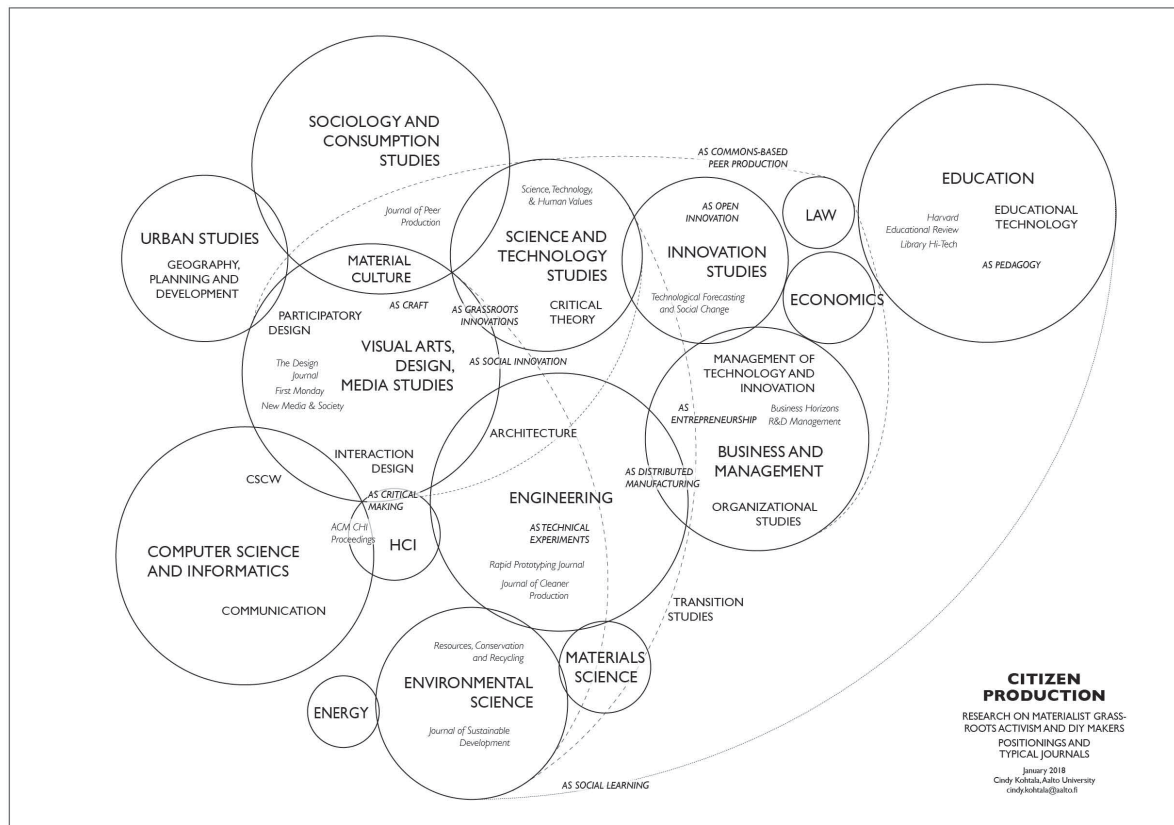 SOCIOLOGY AND
CONSUMPTION
STUDIES
Journal of Peer
Production
URBAN STUDIES
GEOGRAPHY,
PLANNING AND
DEVELOPMENT
MATERIAL
CULTURE
Science, Technology,
& Human Values
SCIENCE AND
TECHNOLOGY
STUDIES
CRITICAL
THEORY
AS COMMONS-BASED
PEER PRODUCTION
AS OPEN
INNOVATION
INNOVATION
STUDIES
Technological Forecasting
and Social Change
LAW
ECONOMICS
EDUCATION
Harvard
Educational Review
Library Hi-Tech
EDUCATIONAL
TECHNOLOGY
AS PEDAGOGY
PARTICIPATORY
DESIGN
AS CRAFT
AS GRASSROOTS
INNOVATIONS
VISUAL ARTS,
DESIGN,
MEDIA STUDIES
The Design
Journal
First Monday
New Media & Society
AS SOCIAL INNOVATION
INTERACTION
DESIGN
MANAGEMENT OF
TECHNOLOGY AND
INNOVATION
AS
ENTREPRENEURSHIP
Business Horizons
R&D Management
BUSINESS AND
MANAGEMENT
ORGANIZATIONAL
STUDIES
ARCHITECTURE
AS DISTRIBUTED
MANUFACTURING
ENGINEERING
AS TECHNICAL
EXPERIMENTS
Rapid Prototyping Journal
Journal of Cleaner
Production
CSCW
AS CRITICAL
MAKING
ACM CHI
Proceedings
HCI
COMPUTER SCIENCE
AND INFORMATICS
COMMUNICATION
TRANSITION
STUDIES
Resources, Conservation
and Recycling
ENVIRONMENTAL
SCIENCE
Journal of Sustainable
Development
MATERIALS
SCIENCE
ENERGY
AS SOCIAL LEARNING
CITIZEN
PRODUCTION
RESEARCH ON MATERIALIST GRASS-
ROOTS ACTIVISM AND DIY MAKERS
POSITIONINGS AND
TYPICAL JOURNALS
January 2018
Cindy Kohtala, Aalto University
cindy.kohtala@aalto.fi